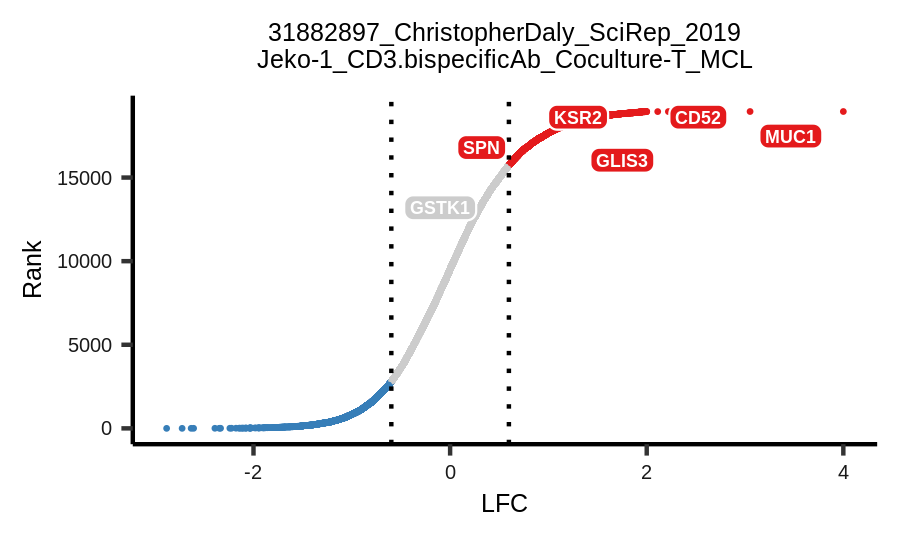 31882897_ChristopherDaly_SciRep_2019
Jeko-1_CD3.bispecificAb_Coculture-T_MCL
KSR2
CD52
MUC1
SPN
GLIS3
GSTK1
15000
10000
5000
0
Rank
-2
0
2
4
LFC